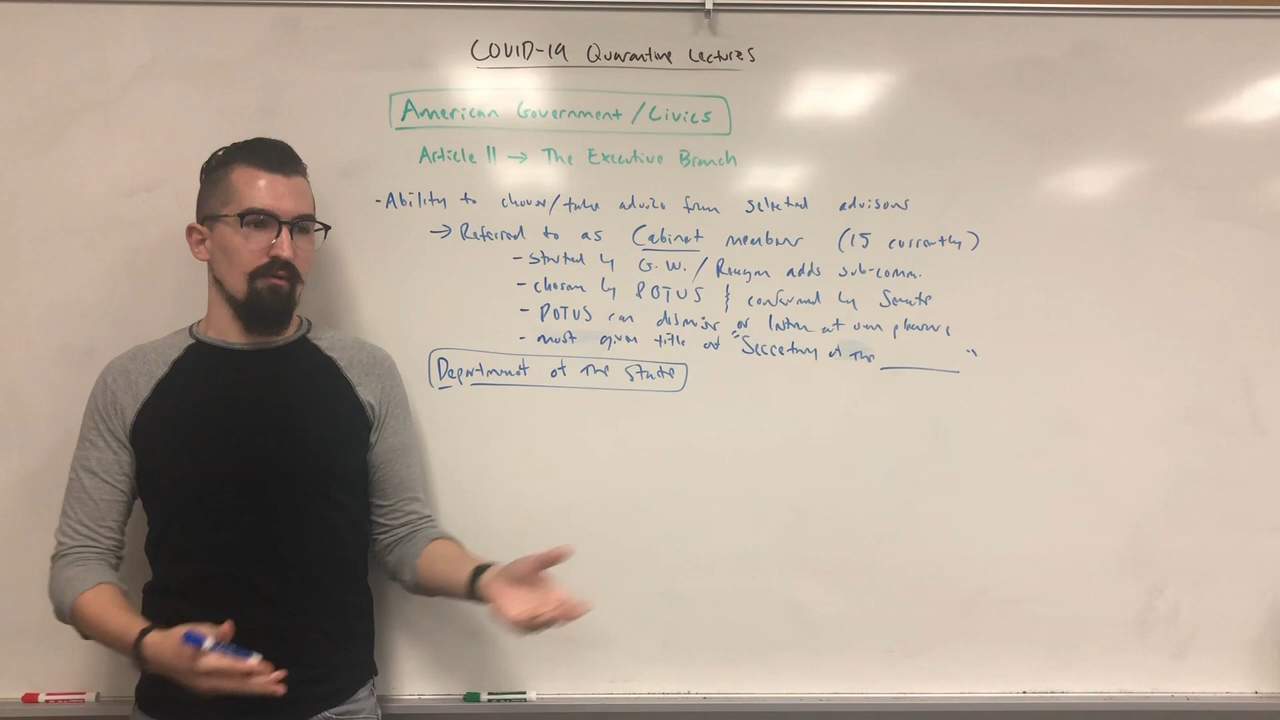 COVID-19 Quarantine Lectures
American Government/Civics
Article II → The Executive Branch
- Ability to choose/take advice from selected advisors
→ Referred to as Cabinet members (15 currently)
- started by G.W. / Reagan adds sub-comm.
- chosen by POTUS & confirmed by Senate
- POTUS can dismiss or at own pleasure
- most given title of "Secretary of the ______"
Department of the State